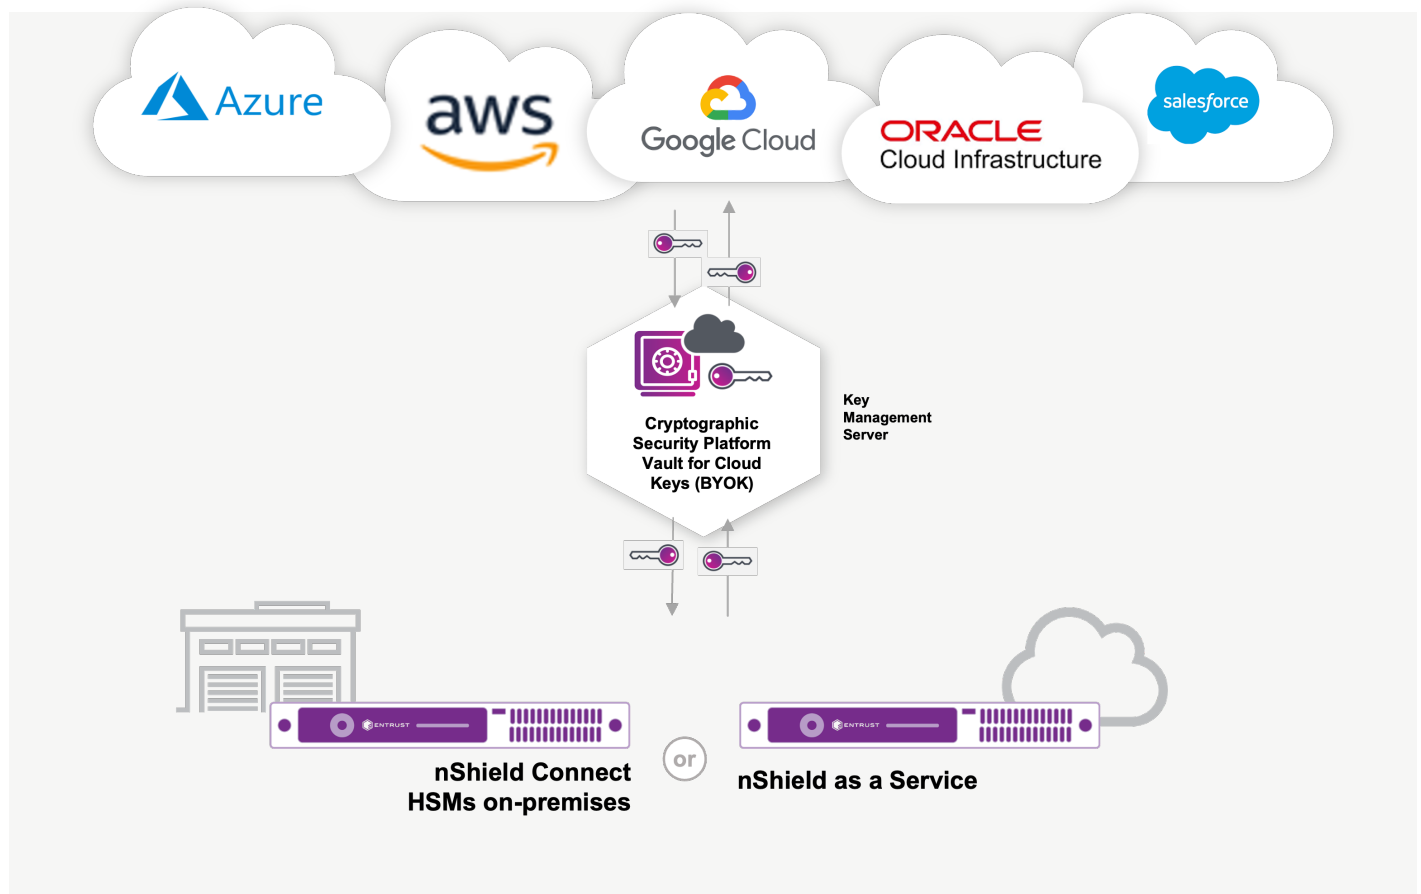 Azure
aws
Google Cloud
ORACLE
Cloud Infrastructure
salesforce
Cryptographic
Security Platform
Vault for Cloud
Keys (BYOK)
Key
Management
Server
ENTRUST
ENTRUST
nShield Connect
HSMs on-premises
or
nShield as a Service